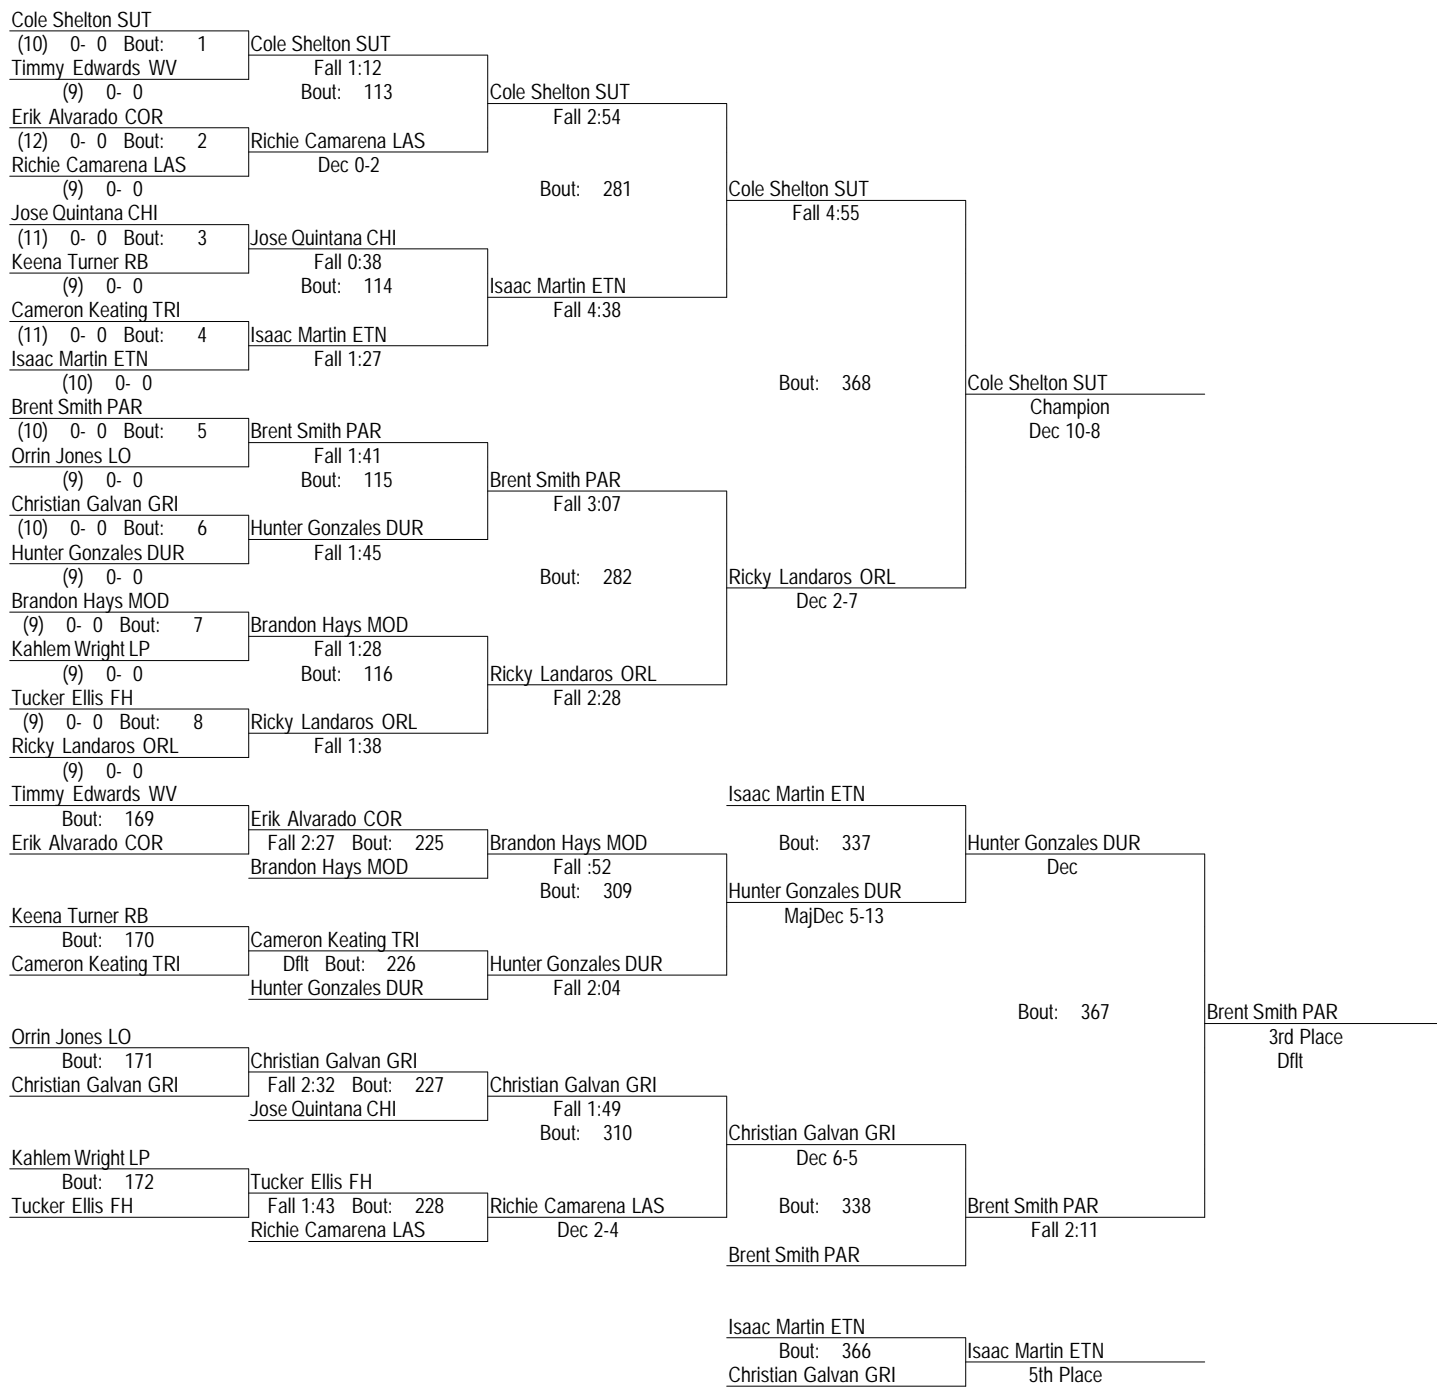 Cole Shelton SUT
(10) 0- 0 Bout: 1 Cole Shelton SUT
Timmy Edwards WV Fall 1:12
(9) 0- 0 Bout: 113 Cole Shelton SUT
Erik Alvarado COR Fall 2:54
(12) 0- 0 Bout: 2 Richie Camarena LAS
Richie Camarena LAS Dec 0-2
(9) 0- 0 Bout: 281 Cole Shelton SUT
Jose Quintana CHI Fall 4:55
(11) 0- 0 Bout: 3 Jose Quintana CHI
Keena Turner RB Fall 0:38
(9) 0- 0 Bout: 114 Isaac Martin ETN
Cameron Keating TRI Fall 4:38
(11) 0- 0 Bout: 4 Isaac Martin ETN
Isaac Martin ETN Fall 1:27
(10) 0- 0 Bout: 368 Cole Shelton SUT
Brent Smith PAR Champion
(10) 0- 0 Bout: 5 Brent Smith PAR Dec 10-8
Orrin Jones LO Fall 1:41
(9) 0- 0 Bout: 115 Brent Smith PAR
Christian Galvan GRI Fall 3:07
(10) 0- 0 Bout: 6 Hunter Gonzales DUR
Hunter Gonzales DUR Fall 1:45
(9) 0- 0 Bout: 282 Ricky Landaros ORL
Brandon Hays MOD Dec 2-7
(9) 0- 0 Bout: 7 Brandon Hays MOD
Kahlem Wright LP Fall 1:28
(9) 0- 0 Bout: 116 Ricky Landaros ORL
Tucker Ellis FH Fall 2:28
(9) 0- 0 Bout: 8 Ricky Landaros ORL
Ricky Landaros ORL Fall 1:38
(9) 0- 0
Timmy Edwards WV Isaac Martin ETN
Bout: 169 Erik Alvarado COR
Erik Alvarado COR Fall 2:27 Bout: 225 Brandon Hays MOD Bout: 337 Hunter Gonzales DUR
Brandon Hays MOD Fall :52 Dec
Bout: 309 Hunter Gonzales DUR
Keena Turner RB MajDec 5-13
Bout: 170 Cameron Keating TRI
Cameron Keating TRI Dflt Bout: 226 Hunter Gonzales DUR
Hunter Gonzales DUR Fall 2:04
Bout: 367 Brent Smith PAR
Orrin Jones LO 3rd Place
Bout: 171 Christian Galvan GRI Dflt
Christian Galvan GRI Fall 2:32 Bout: 227 Christian Galvan GRI
Jose Quintana CHI Fall 1:49
Bout: 310 Christian Galvan GRI
Kahlem Wright LP Dec 6-5
Bout: 172 Tucker Ellis FH
Tucker Ellis FH Fall 1:43 Bout: 228 Richie Camarena LAS Bout: 338 Brent Smith PAR
Richie Camarena LAS Dec 2-4 Fall 2:11
Brent Smith PAR
Isaac Martin ETN
Bout: 366 Isaac Martin ETN
Christian Galvan GRI 5th Place